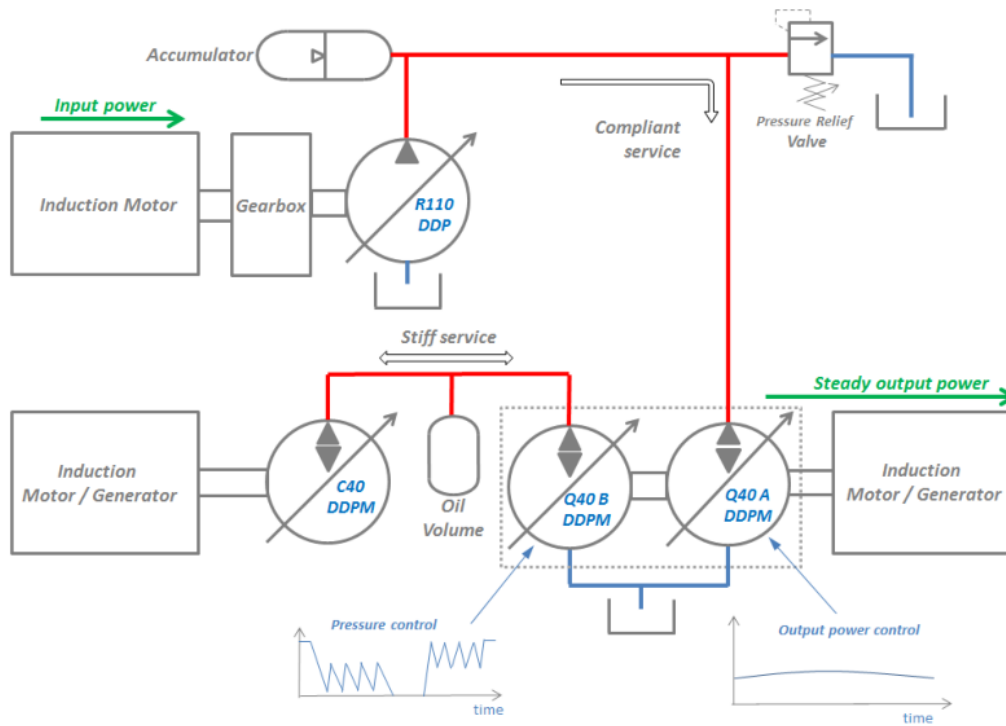 Accumulator
Input power
Compliant
service
Pressure Relief
Valve
Induction Motor
Gearbox
R110
DDP
Stiff service
Steady output power
Induction
Motor / Generator
C40
DDPM
Oil
Volume
Q40 B
DDPM
Q40 A
DDPM
Induction
Motor / Generator
Pressure control
time
Output power control
time